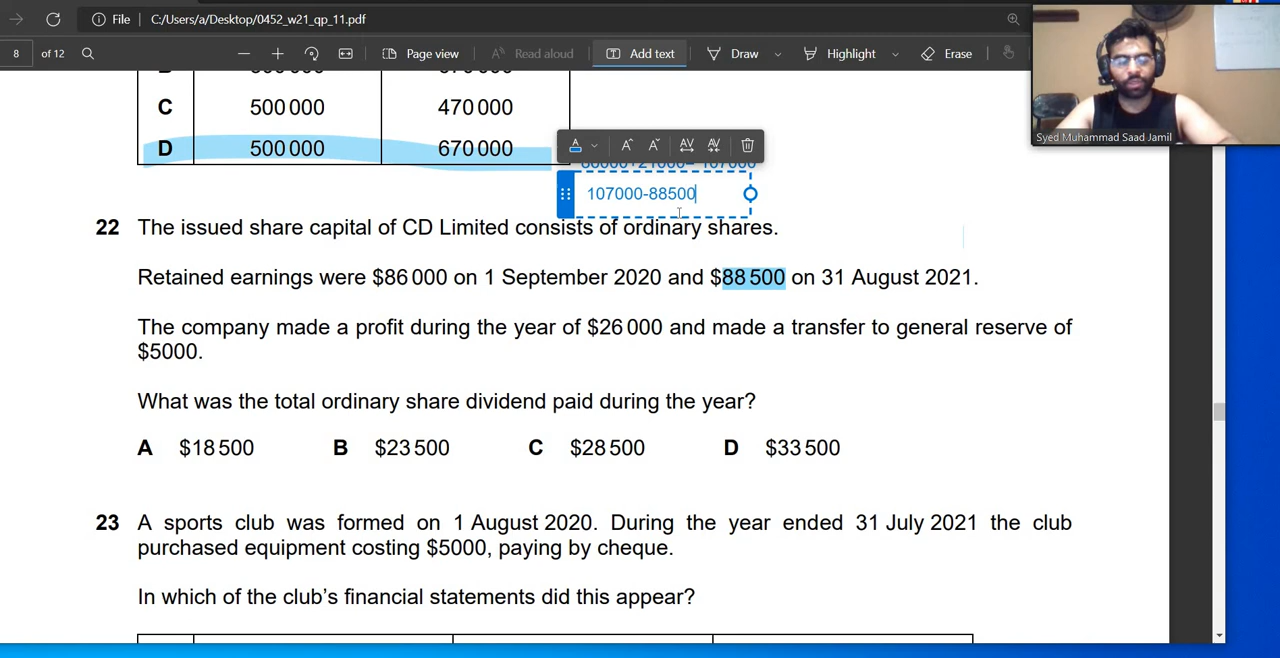 File C:/Users/a/Desktop/0452_w21_qp_11.pdf
8 of 12 Page view Read aloud Add text Draw Highlight Erase
Syed Muhammad Saad Jamil
C 500 000 470 000
D 500 000 670 000
107000-88500
22 The issued share capital of CD Limited consists of ordinary shares.
Retained earnings were $86 000 on 1 September 2020 and $88 500 on 31 August 2021.
The company made a profit during the year of $26 000 and made a transfer to general reserve of
$5000.
What was the total ordinary share dividend paid during the year?
A $18 500 B $23 500 C $28 500 D $33 500
23 A sports club was formed on 1 August 2020. During the year ended 31 July 2021 the club
purchased equipment costing $5000, paying by cheque.
In which of the club’s financial statements did this appear?